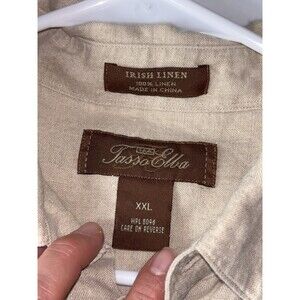 IRISH LINEN
100% LINEN
MADE IN CHINA
Tasso Elba
XXL
CARE ON REVERSE